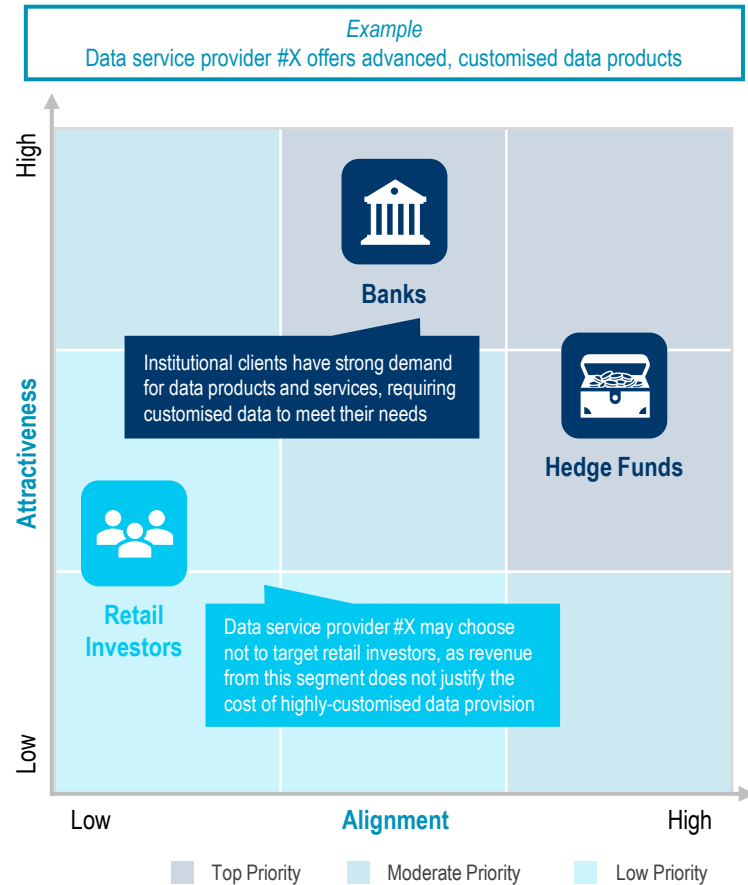 Example
Data service provider #X offers advanced, customised data products
High
Banks
Institutional clients have strong demand
for data products and services, requiring
customised data to meet their needs
Hedge Funds
Attractiveness
Retail
Investors
Data service provider #X may choose
not to target retail investors, as revenue
from this segment does not justify the
cost of highly-customised data provision
Low
Low
Alignment
High
Top Priority
Moderate Priority
Low Priority